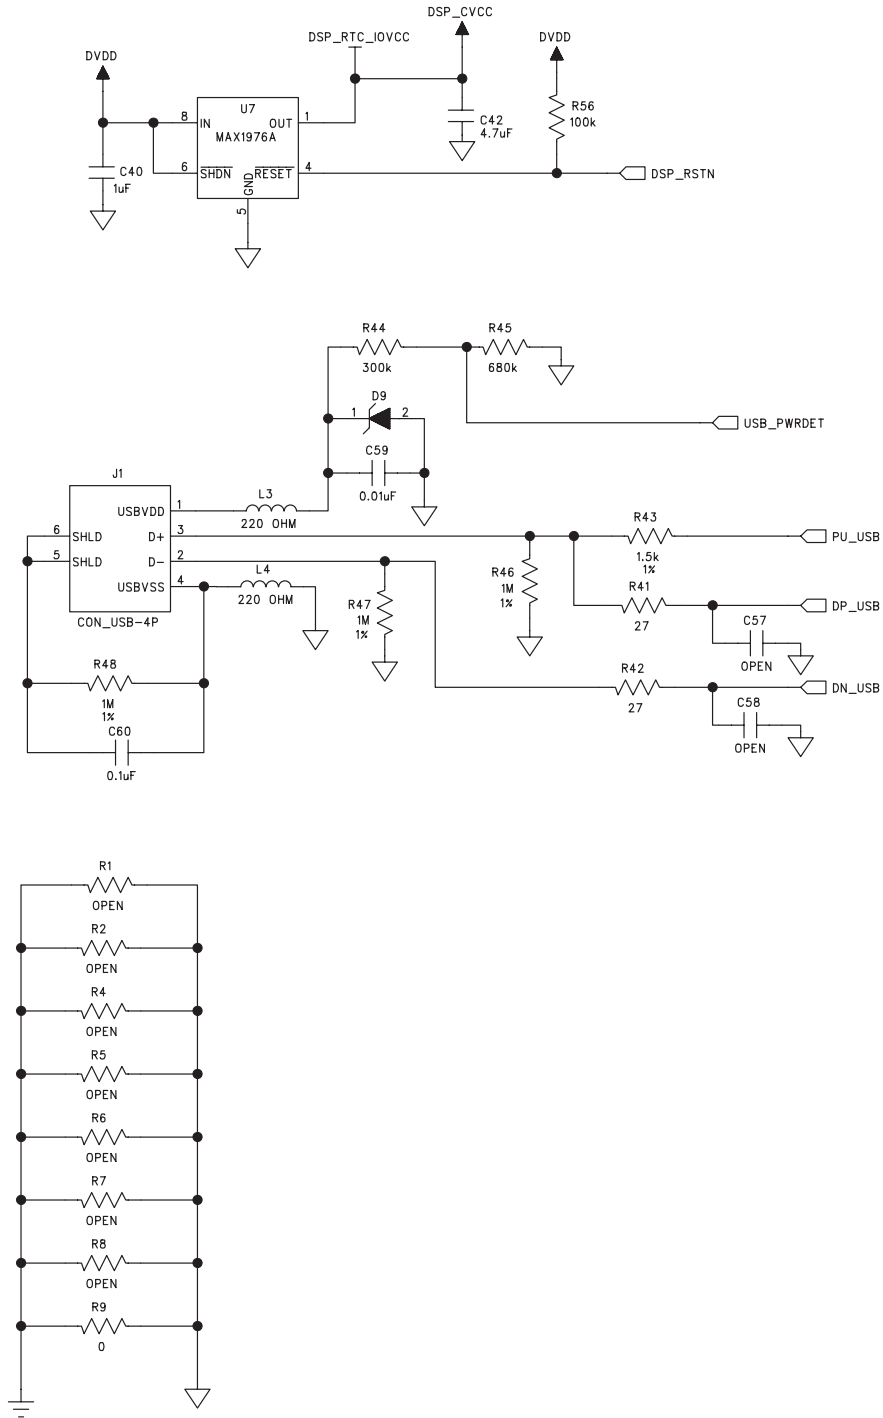 DSP_CVCC
DSP_RTC_IOVCC
DVDD
DVDD
U7
8
IN
OUT
1
MAX1976A
C42
4.7uF
R56
100k
C40
1uF
6
SHDN
RESET
4
GND
5
DSP_RSTN
R44
300k
R45
680k
D9
1
2
USB_PWRDET
C59
0.01uF
J1
USBVDD
1
L3
220 OHM
6
SHLD
D+
3
5
SHLD
D-
2
USBVSS
4
CON_USB-4P
L4
220 OHM
R43
1.5k
1%
PU_USB
R46
1M
1%
R47
1M
1%
R41
27
DP_USB
C57
OPEN
R48
1M
1%
R42
27
DN_USB
C58
OPEN
C60
0.1uF
R1
OPEN
R2
OPEN
R4
OPEN
R5
OPEN
R6
OPEN
R7
OPEN
R8
OPEN
R9
0